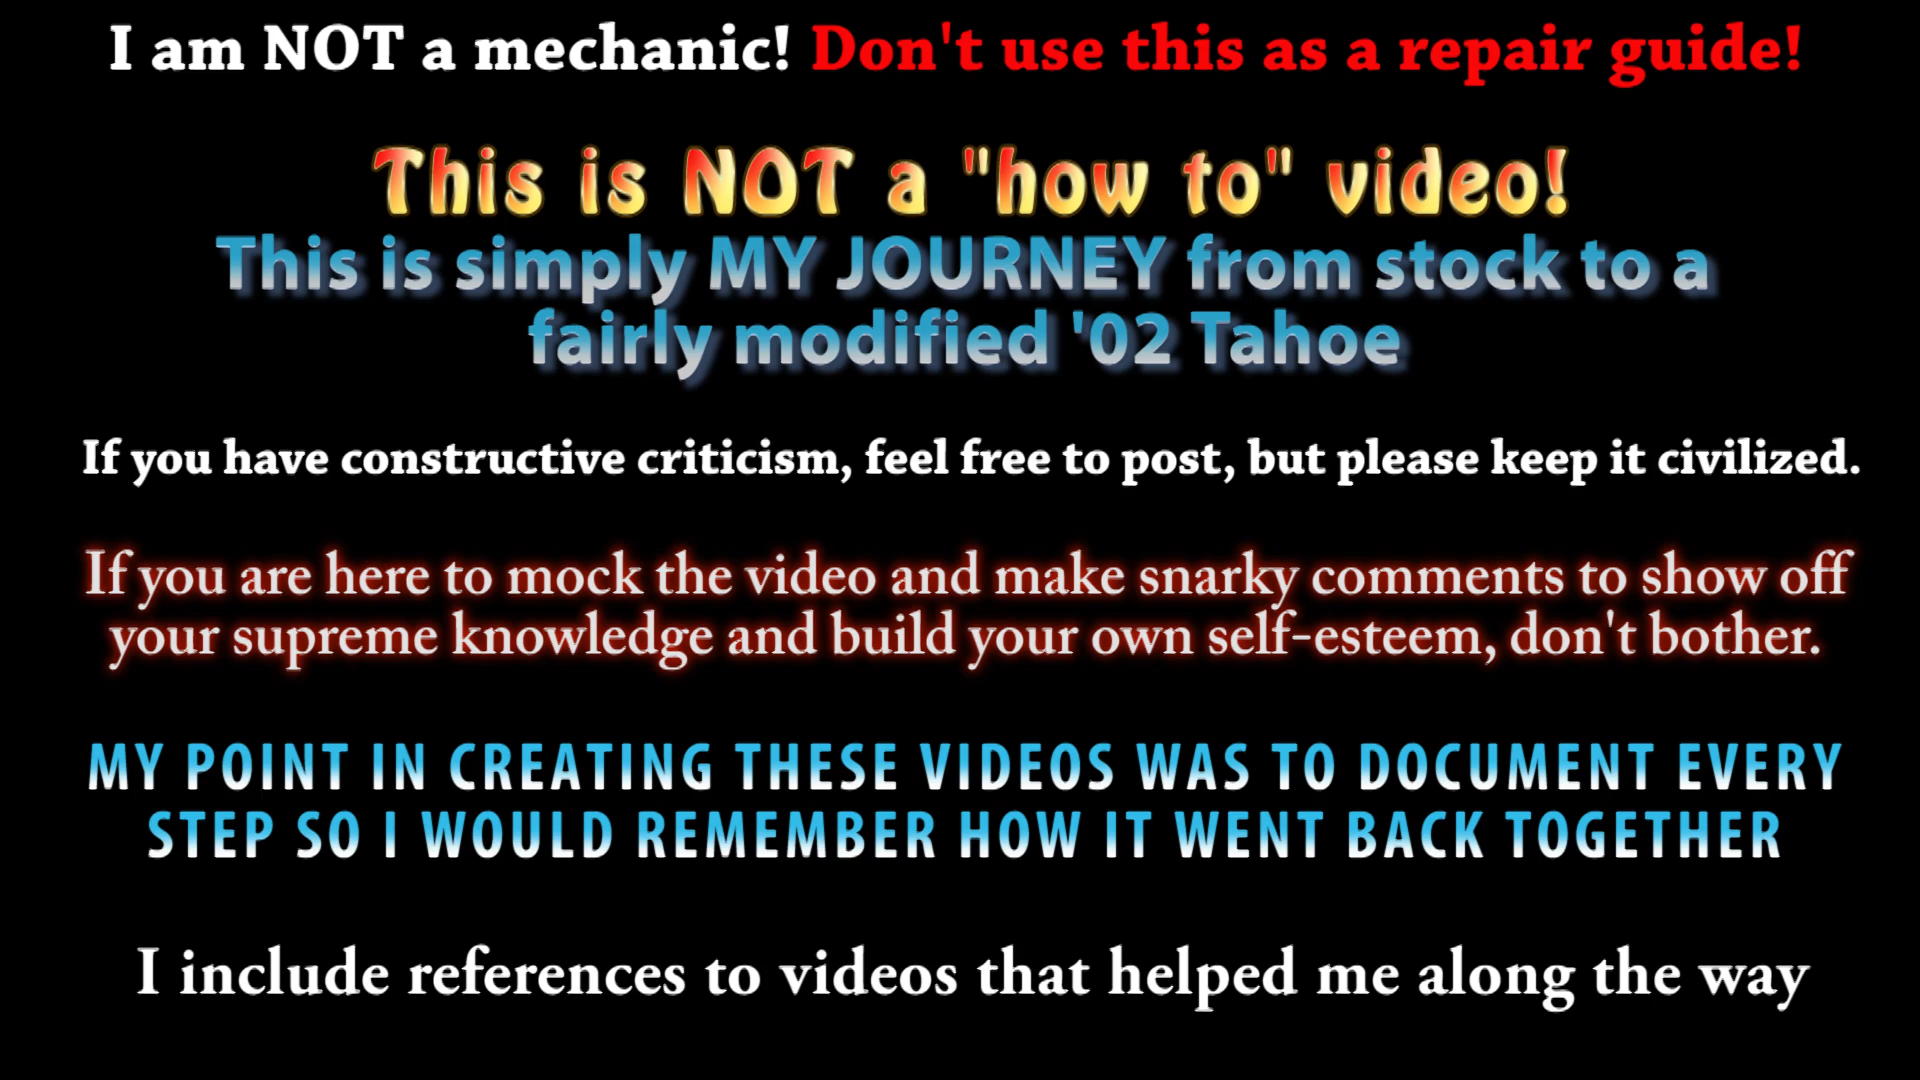 I am NOT a mechanic! Don't use this as a repair guide!
This is NOT a "how to" video!
This is simply MY JOURNEY from stock to a
fairly modified '02 Tahoe
If you have constructive criticism, feel free to post, but please keep it civilized.
If you are here to mock the video and make snarky comments to show off
your supreme knowledge and build your own self-esteem, don't bother.
MY POINT IN CREATING THESE VIDEOS WAS TO DOCUMENT EVERY
STEP SO I WOULD REMEMBER HOW IT WENT BACK TOGETHER
I include references to videos that helped me along the way